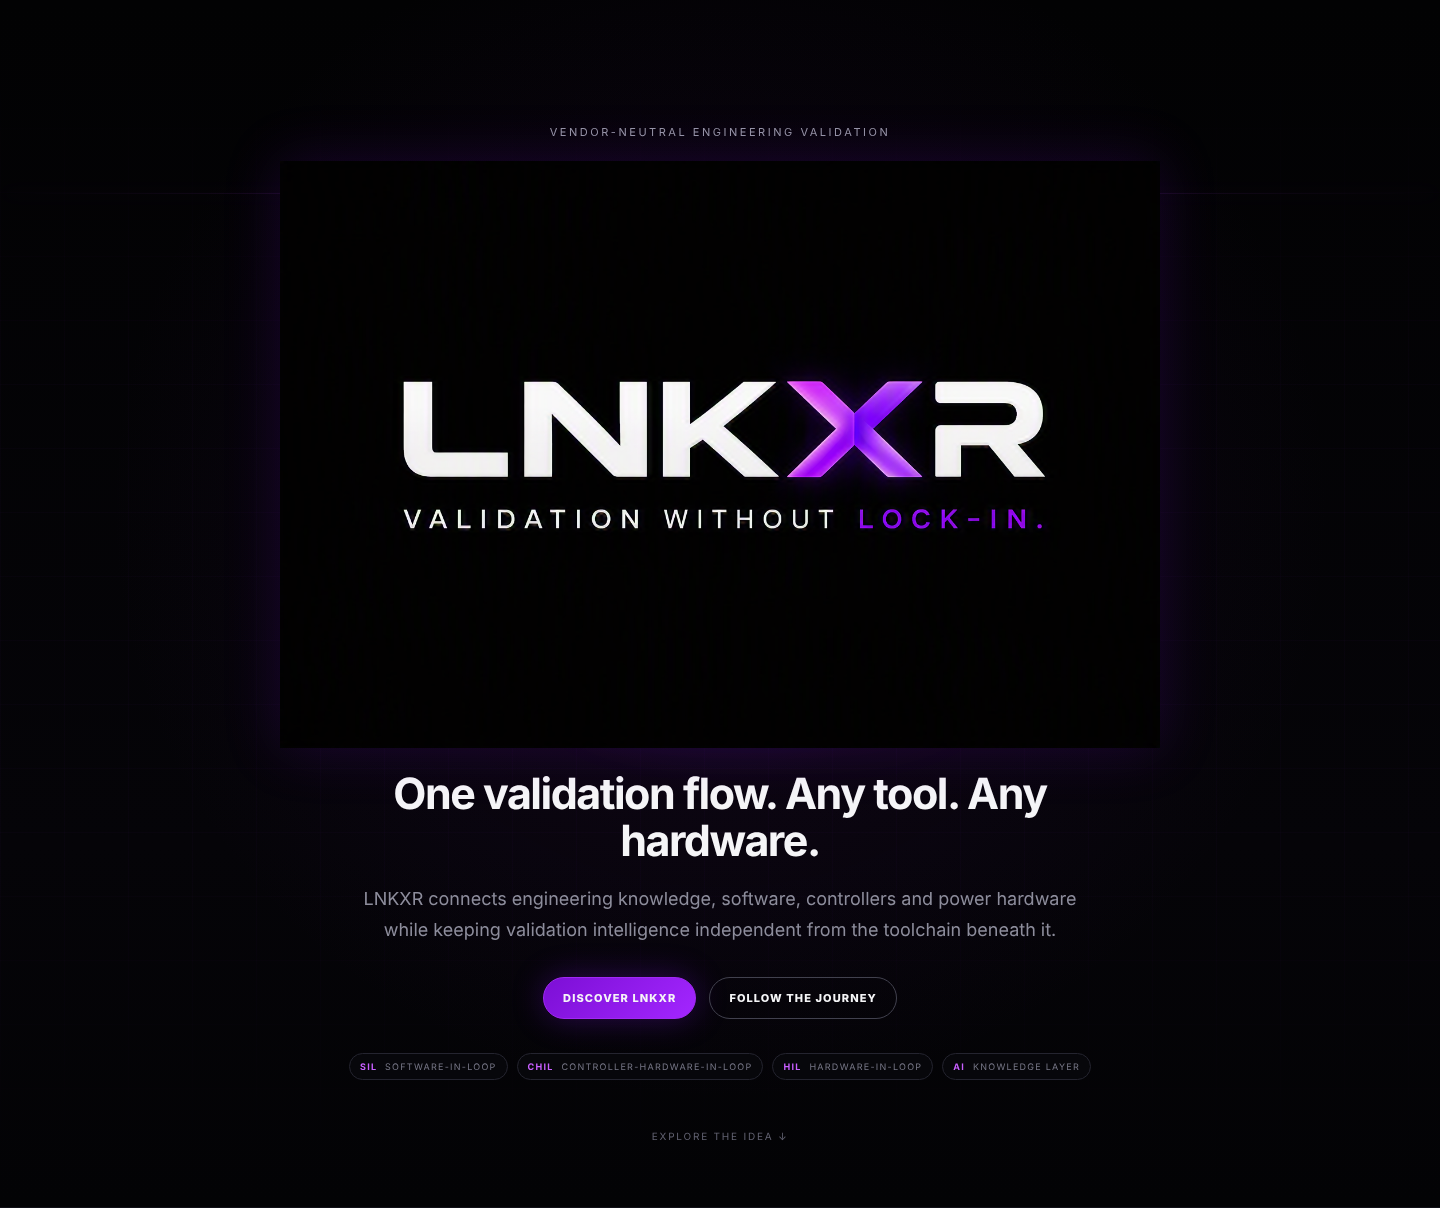 VENDOR-NEUTRAL ENGINEERING VALIDATION
LNKXR
VALIDATION WITHOUT LOCK-IN.
One validation flow. Any tool. Any
hardware.
LNKXR connects engineering knowledge, software, controllers and power hardware
while keeping validation intelligence independent from the toolchain beneath it.
DISCOVER LNKXR FOLLOW THE JOURNEY
SIL SOFTWARE-IN-LOOP CHIL CONTROLLER-HARDWARE-IN-LOOP HIL HARDWARE-IN-LOOP AI KNOWLEDGE LAYER
EXPLORE THE IDEA ↓